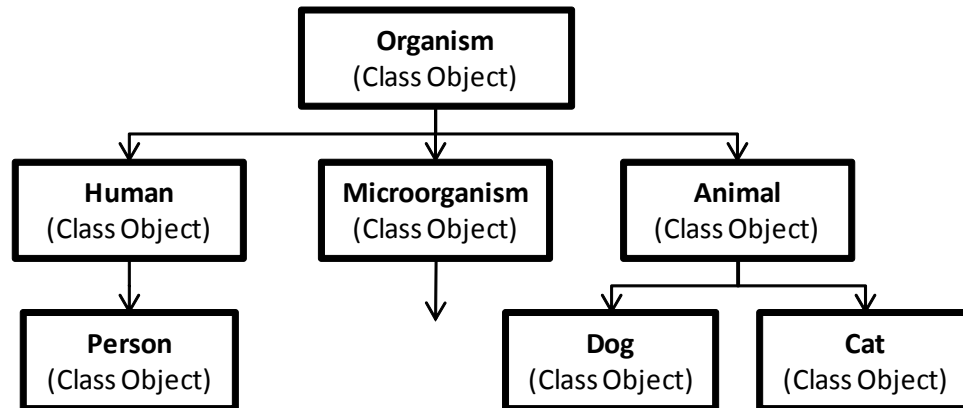 Organism
(Class Object)
Human
(Class Object)
Microorganism
(Class Object)
Animal
(Class Object)
Person
(Class Object)
Dog
(Class Object)
Cat
(Class Object)